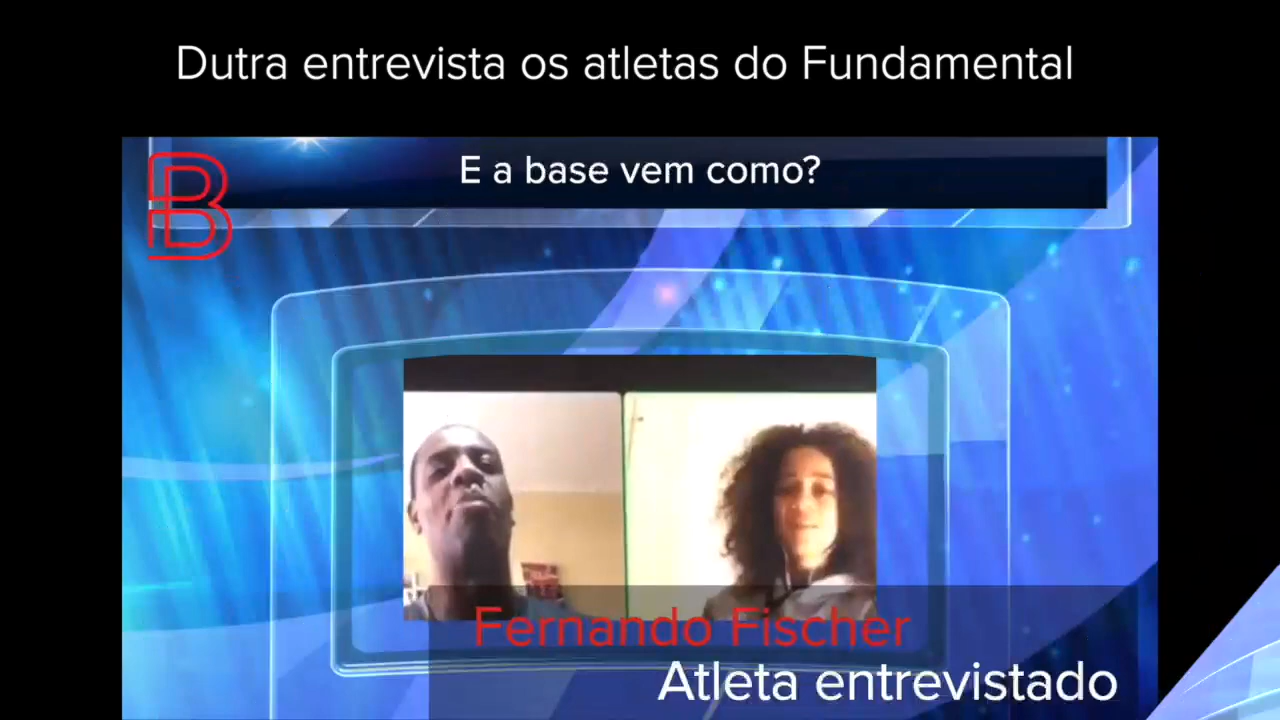 Dutra entrevista os atletas do Fundamental
E a base vem como?
B
Fernando Fischer
Atleta entrevistado